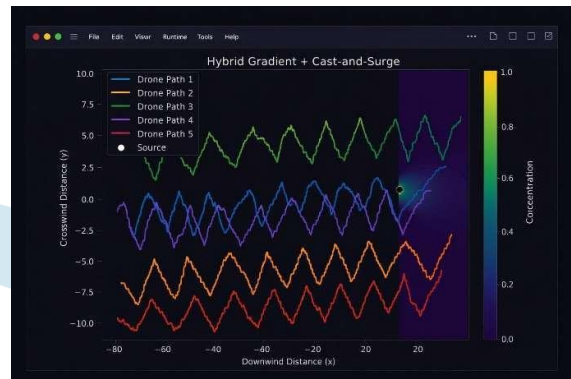 File Edit Visar Runtime Tools Help
Hybrid Gradient + Cast-and-Surge
Drone Path 1
Drone Path 2
Drone Path 3
Drone Path 4
Drone Path 5
Source
10.0
7.5
5.0
2.5
0.0
−2.5
−5.0
−7.5
−10.0
Crosswind Distance (y)
−80 −60 −40 −60 −20 20 20
Downwind Distance (x)
1.0
0.8
0.6
0.4
0.2
0.0
Coiccentration